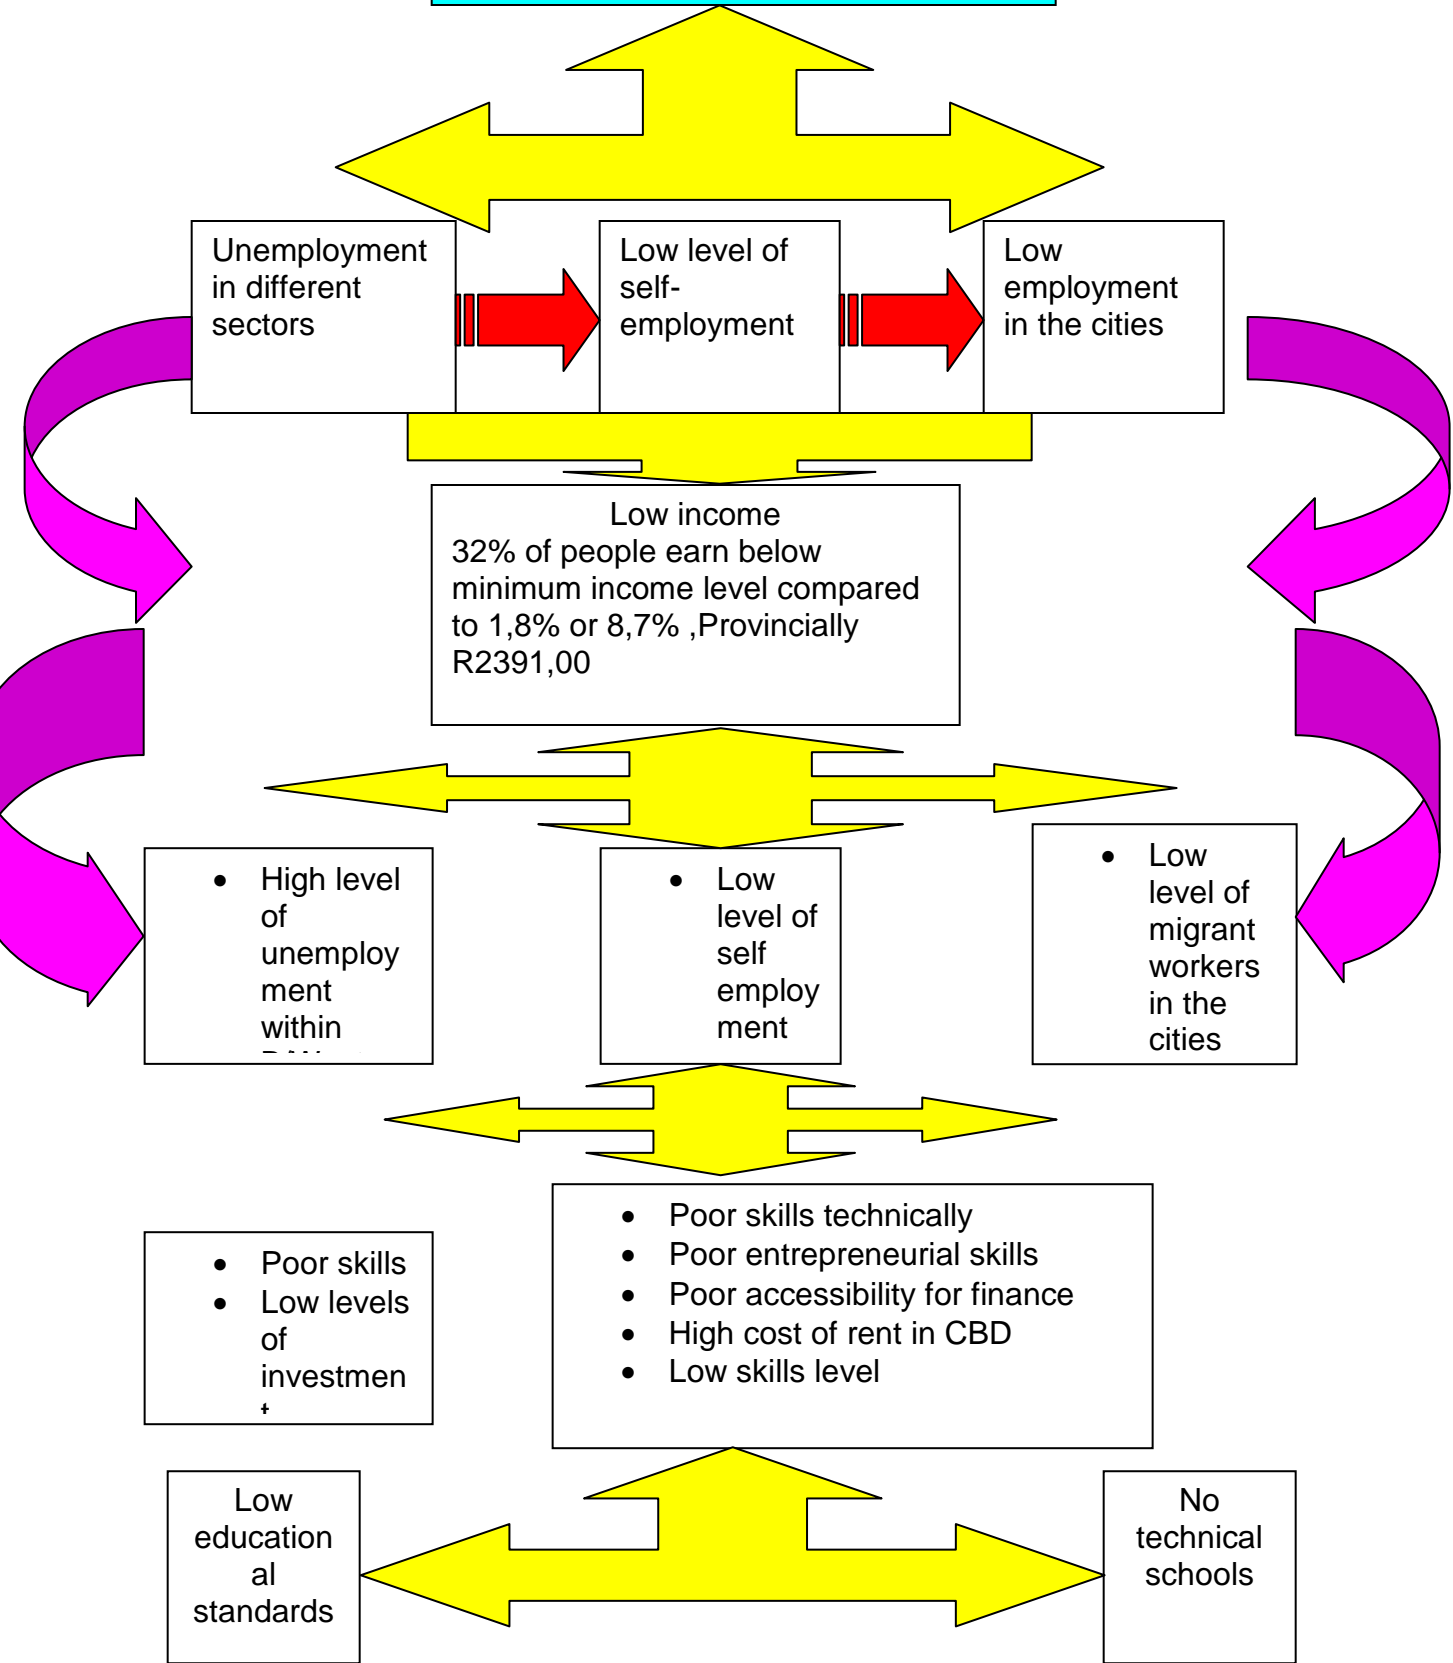 Unemployment
in different
sectors
Low level of
self-
employment
Low
employment
in the cities
Low income
32% of people earn below
minimum income level compared
to 1,8% or 8,7% ,Provincially
R2391,00
• High level
of
unemploy
ment
within
• Low
level of
self
employ
ment
• Low
level of
migrant
workers
in the
cities
• Poor skills
• Low levels
of
investmen
t
• Poor skills technically
• Poor entrepreneurial skills
• Poor accessibility for finance
• High cost of rent in CBD
• Low skills level
Low
education
al
standards
No
technical
schools